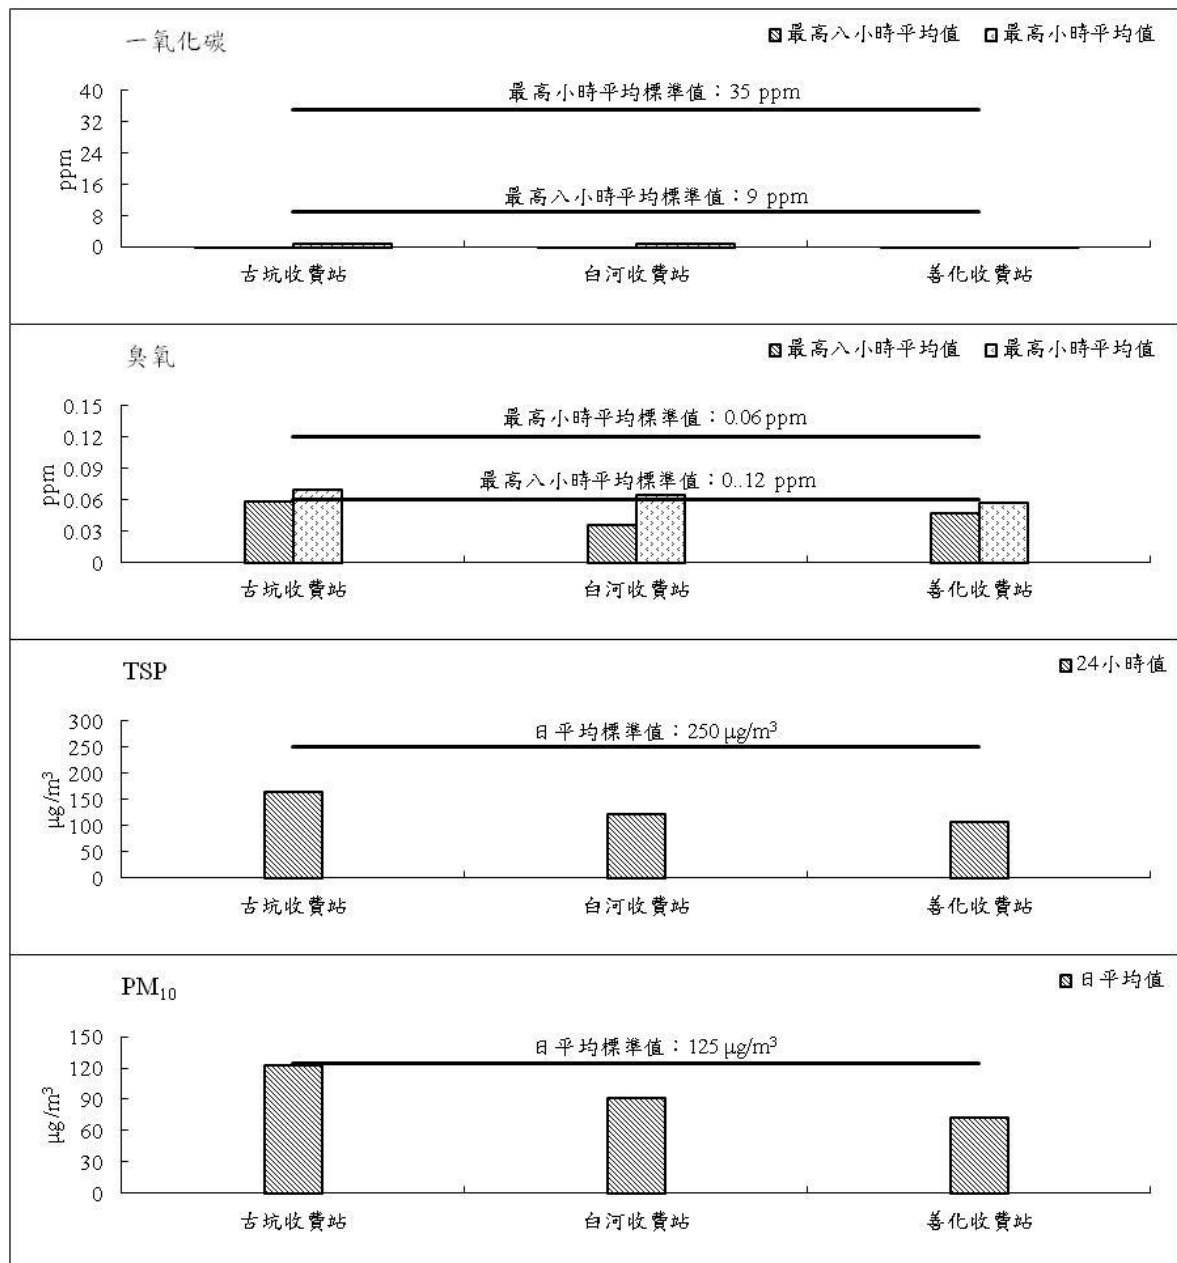 一氧化碳
最高八小時平均值 最高小時平均值
40
32
24
16
8
0
ppm
最高小時平均標準值：35 ppm
最高八小時平均標準值：9 ppm
古坑收費站 白河收費站 善化收費站
臭氧
最高八小時平均值 最高小時平均值
0.15
0.12
0.09
0.06
0.03
0
ppm
最高小時平均標準值：0.06 ppm
最高八小時平均標準值：0..12 ppm
古坑收費站 白河收費站 善化收費站
TSP
24小時值
300
250
200
150
100
50
0
μg/m³
日平均標準值：250 μg/m³
古坑收費站 白河收費站 善化收費站
PM₁₀
日平均值
150
120
90
60
30
0
μg/m³
日平均標準值：125 μg/m³
古坑收費站 白河收費站 善化收費站